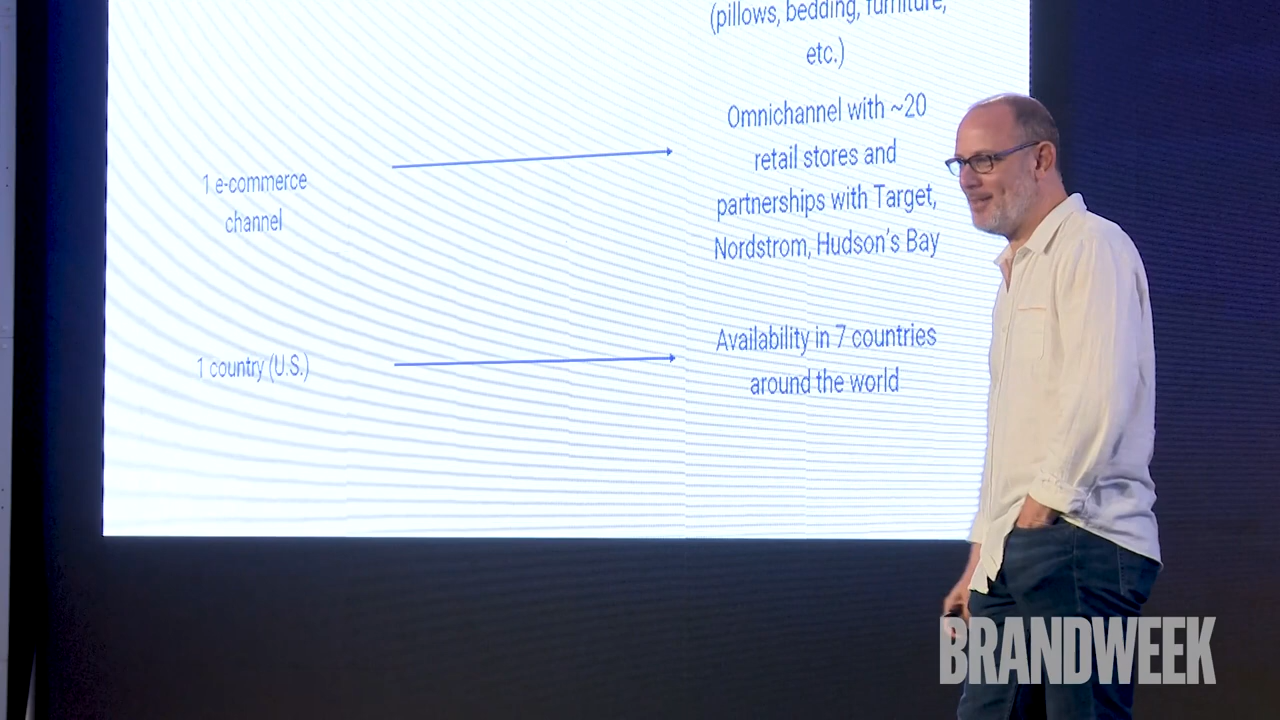 (pillows, bedding, furniture,
etc.)
1 e-commerce
channel
Omnichannel with ~20
retail stores and
partnerships with Target,
Nordstrom, Hudson's Bay
1 country (U.S.)
Availability in 7 countries
around the world
BRANDWEEK